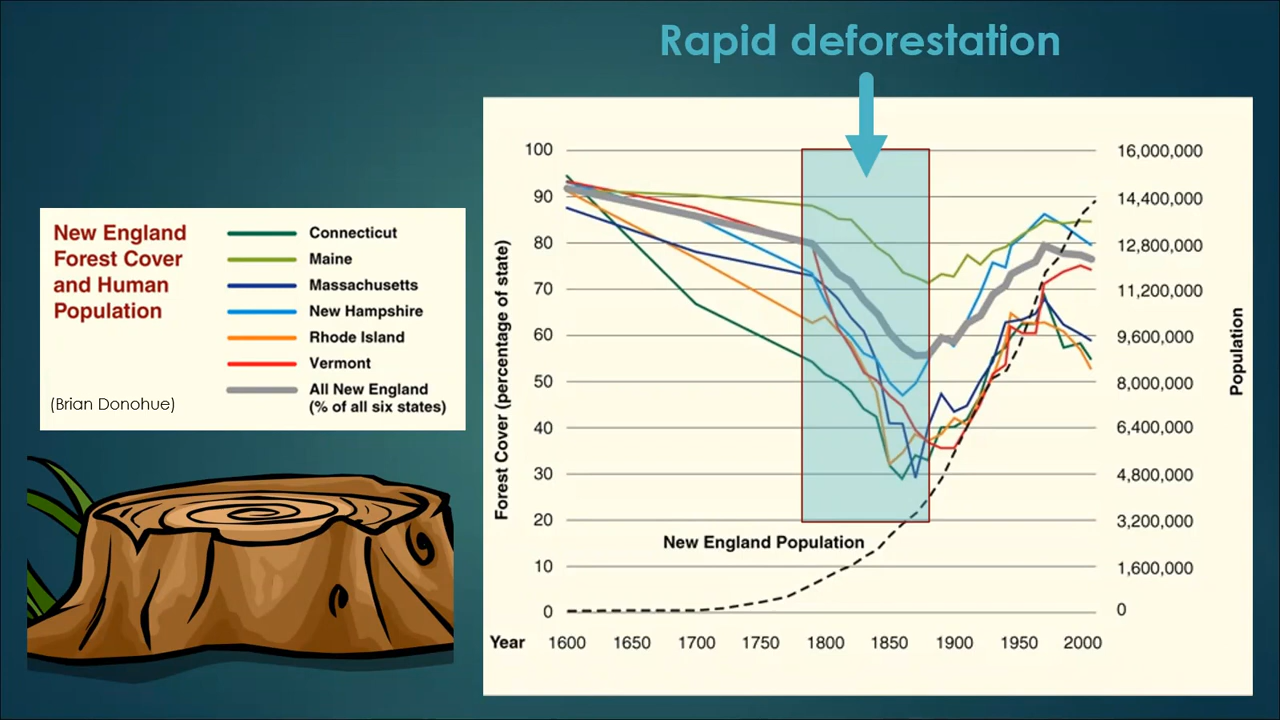 Rapid deforestation
New England
Forest Cover
and Human
Population
(Brian Donohue)
Connecticut
Maine
Massachusetts
New Hampshire
Rhode Island
Vermont
All New England
(% of all six states)
Forest Cover (percentage of state)
100
90
80
70
60
50
40
30
20
10
0
New England Population
16,000,000
14,400,000
12,800,000
11,200,000
9,600,000
8,000,000
6,400,000
4,800,000
3,200,000
1,600,000
0
Population
Year 1600 1650 1700 1750 1800 1850 1900 1950 2000